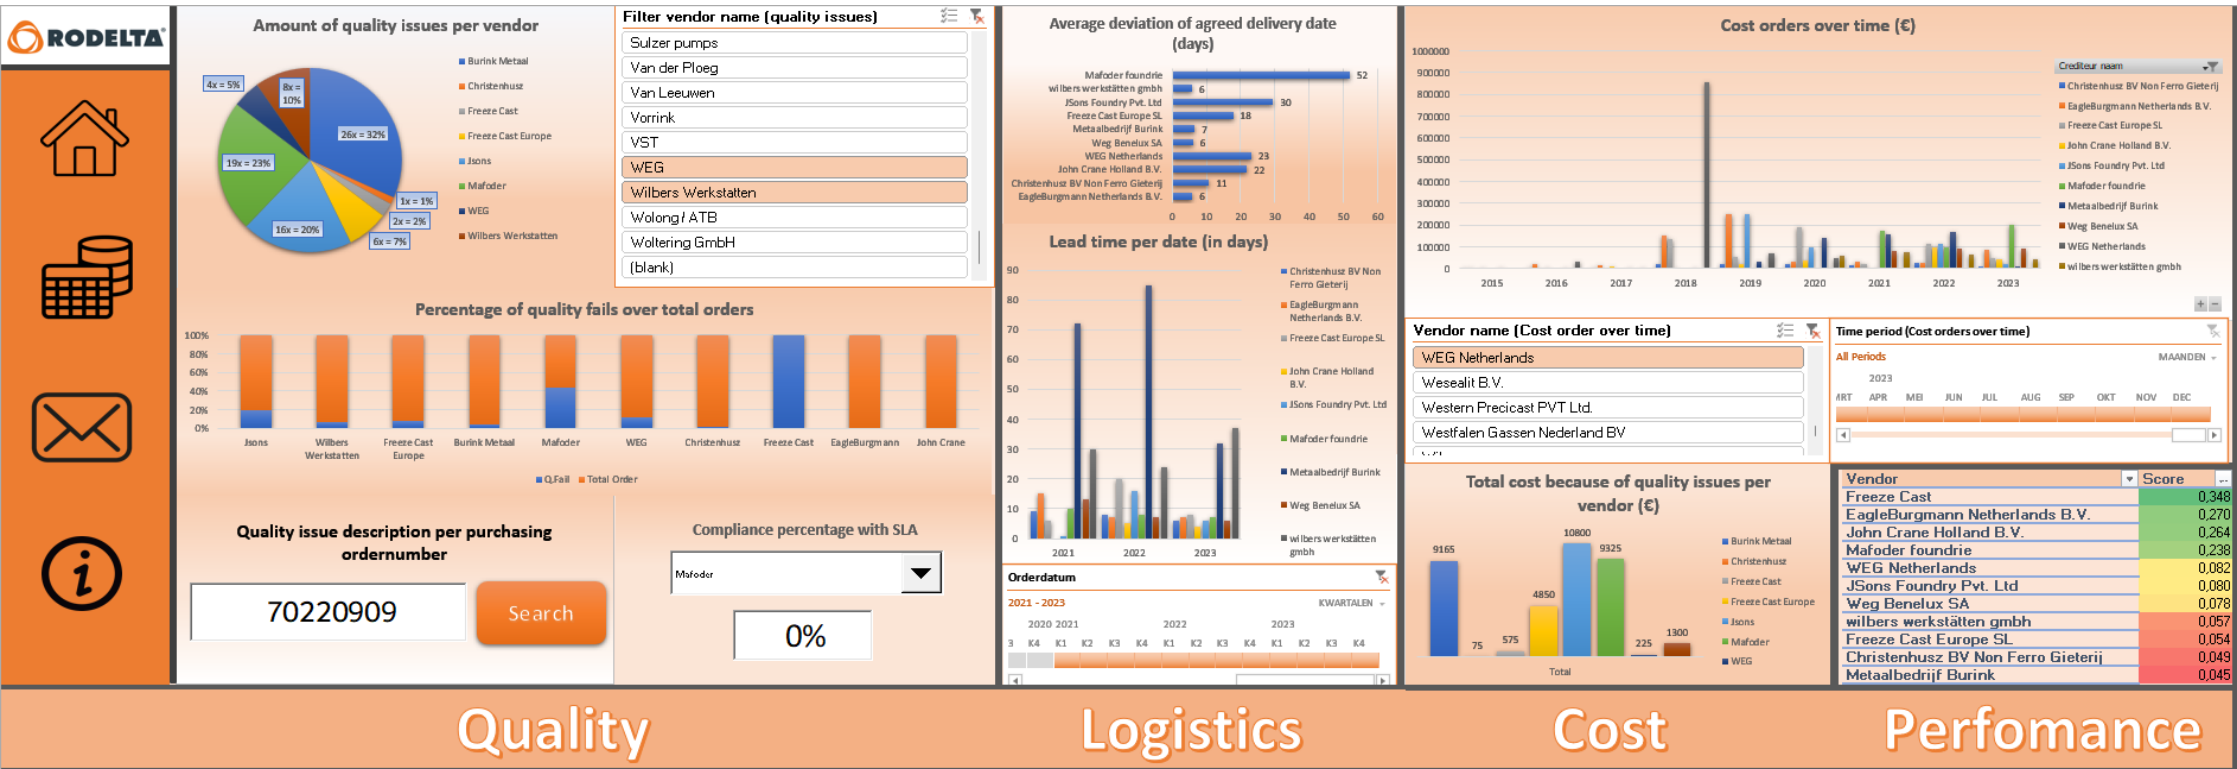 RODELTA
Amount of quality issues per vendor
4x = 5%
8x =
10%
26x = 32%
19x = 23%
1x = 1%
2x = 2%
16x = 20%
6x = 7%
Burink Metaal
Christenhusz
Freeze Cast
Freeze Cast Europe
Jsons
Mafoder
WEG
Wilbers Werkstatten
Filter vendor name (quality issues)
Sulzer pumps
Van der Ploeg
Van Leeuwen
Vorrink
VST
WEG
Wilbers Werkstatten
Wolong / ATB
Woltering GmbH
(blank)
Percentage of quality fails over total orders
100%
80%
60%
40%
20%
0%
Jsons
Wilbers
Werkstatten
Freeze Cast
Europe
Burink Metaal
Mafoder
WEG
Christenhusz
Freeze Cast
EagleBurgmann
John Crane
Q.Fail
Total Order
Quality issue description per purchasing
ordernumber
70220909
Search
Compliance percentage with SLA
Mafoder
0%
Average deviation of agreed delivery date
(days)
Mafoder foundrie 52
wilbers werkstätten gmbh 6
JSons Foundry Pvt. Ltd 30
Freeze Cast Europe SL 18
Metaalbedrijf Burink 7
Weg Benelux SA 6
WEG Netherlands 23
John Crane Holland B.V. 22
Christenhusz BV Non Ferro Gieterij 11
EagleBurgmann Netherlands B.V. 6
0 10 20 30 40 50 60
Lead time per date (in days)
90
80
70
60
50
40
30
20
10
0
2021 2022 2023
Christenhusz BV Non
Ferro Gieterij
EagleBurgmann
Netherlands B.V.
Freeze Cast Europe SL
John Crane Holland
B.V.
JSons Foundry Pvt. Ltd
Mafoder foundrie
Metaalbedrijf Burink
Weg Benelux SA
wilbers werkstätten
gmbh
Orderdatum
2021 - 2023 KWARTALEN
2020 2021 2022 2023
3 K4 K1 K2 K3 K4 K1 K2 K3 K4 K1 K2 K3 K4
Cost orders over time (€)
1000000
900000
800000
700000
600000
500000
400000
300000
200000
100000
0
2015 2016 2017 2018 2019 2020 2021 2022 2023
Crediteur naam
Christenhusz BV Non Ferro Gieterij
EagleBurgmann Netherlands B.V.
Freeze Cast Europe SL
John Crane Holland B.V.
JSons Foundry Pvt. Ltd
Mafoder foundrie
Metaalbedrijf Burink
Weg Benelux SA
WEG Netherlands
wilbers werkstätten gmbh
Vendor name (Cost order over time)
WEG Netherlands
Wesealit B.V.
Western Precicast PVT Ltd.
Westfalen Gassen Nederland BV
Time period (Cost orders over time)
All Periods MAANDEN
2023
APR MEI JUN JUL AUG SEP OKT NOV DEC
Total cost because of quality issues per
vendor (€)
9165
75
575
4850
10800
9325
225
1300
Total
Burink Metaal
Christenhusz
Freeze Cast
Freeze Cast Europe
Jsons
Mafoder
WEG
Vendor Score
Freeze Cast 0,348
EagleBurgmann Netherlands B.V. 0,270
John Crane Holland B.V. 0,264
Mafoder foundrie 0,238
WEG Netherlands 0,082
JSons Foundry Pvt. Ltd 0,080
Weg Benelux SA 0,078
wilbers werkstätten gmbh 0,057
Freeze Cast Europe SL 0,054
Christenhusz BV Non Ferro Gieterij 0,049
Metaalbedrijf Burink 0,045
Quality
Logistics
Cost
Perfomance